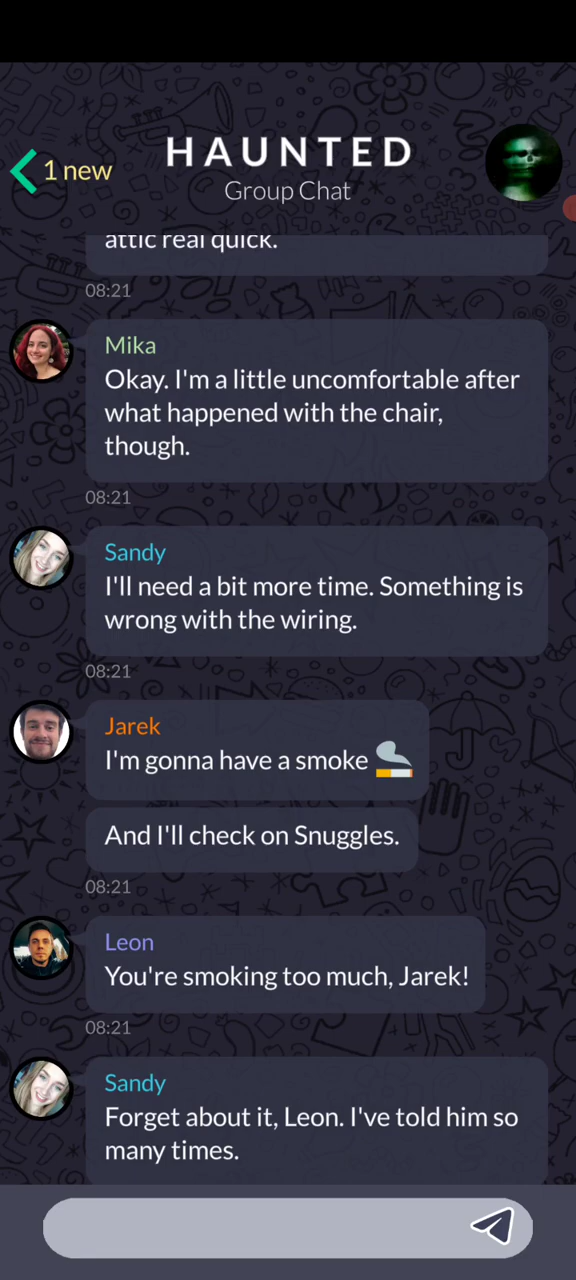 1 new
HAUNTED
Group Chat
attic real quick.
08:21
Mika
Okay. I'm a little uncomfortable after
what happened with the chair,
though.
08:21
Sandy
I'll need a bit more time. Something is
wrong with the wiring.
08:21
Jarek
I'm gonna have a smoke 🚬
And I'll check on Snuggles.
08:21
Leon
You're smoking too much, Jarek!
08:21
Sandy
Forget about it, Leon. I've told him so
many times.